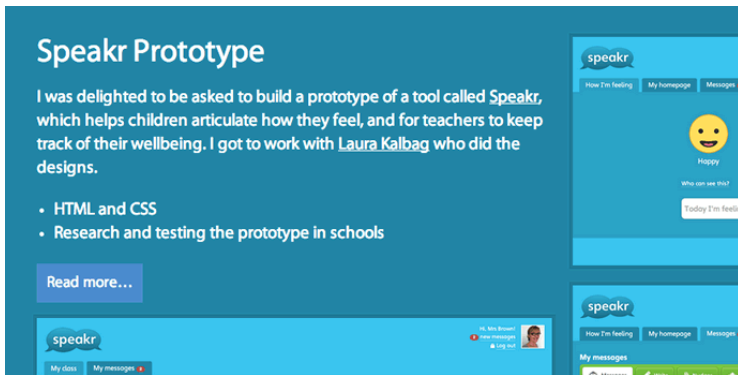 Speakr Prototype
I was delighted to be asked to build a prototype of a tool called Speakr,
which helps children articulate how they feel, and for teachers to keep
track of their wellbeing. I got to work with Laura Kalbag who did the
designs.
• HTML and CSS
• Research and testing the prototype in schools
Read more...
speakr
Hi, Mrs Brown!
2 new messages
Log out
My class My messages 2
speakr
How I'm feeling My homepage Messages
Happy
Who can see this?
Today I'm feeli
speakr
How I'm feeling My homepage Messages
My messages
Messages